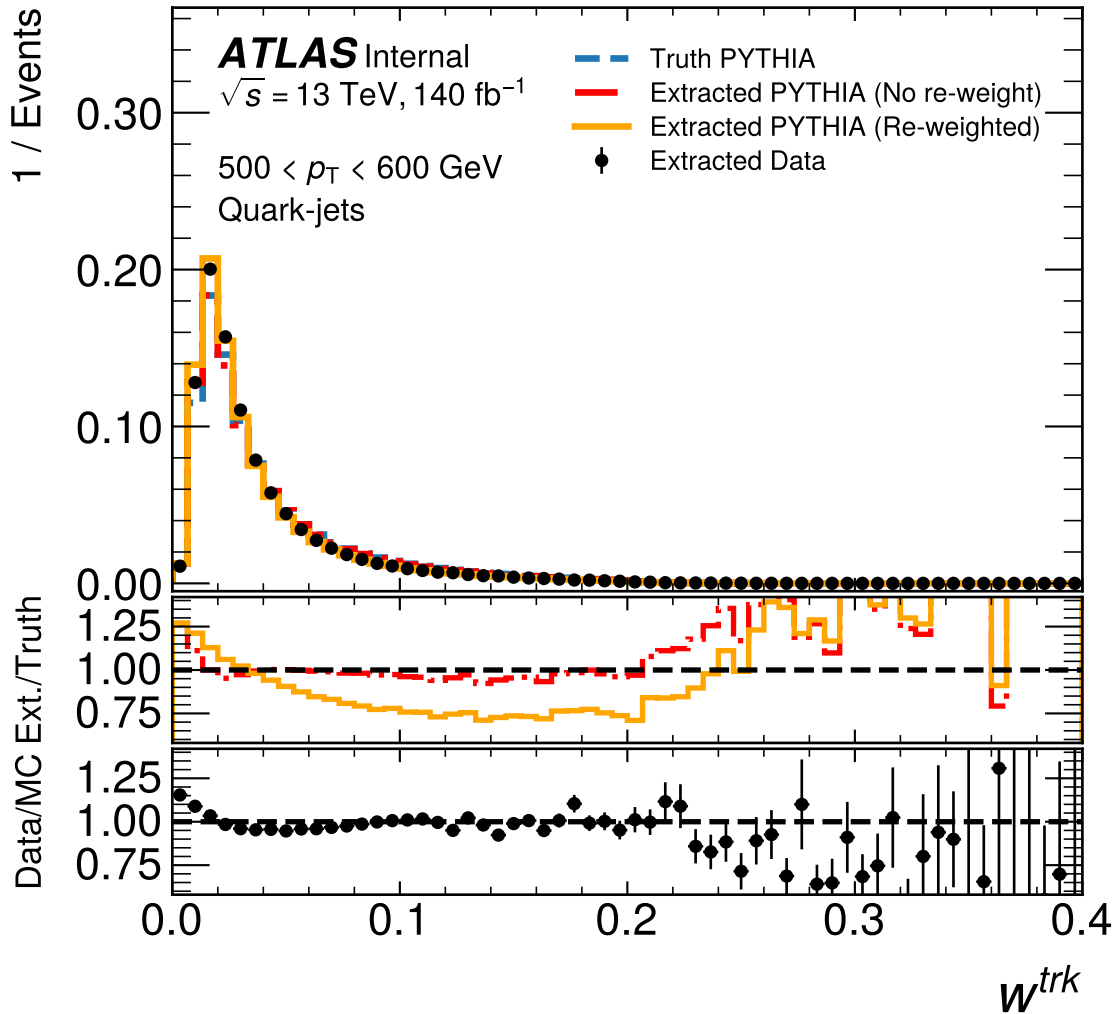 1 / Events
ATLAS Internal
√s = 13 TeV, 140 fb⁻¹
500 < p_T < 600 GeV
Quark-jets
Truth PYTHIA
Extracted PYTHIA (No re-weight)
Extracted PYTHIA (Re-weighted)
Extracted Data
0.30
0.20
0.10
0.00
Ext./Truth
1.25
1.00
0.75
Data/MC
1.25
1.00
0.75
0.0 0.1 0.2 0.3 0.4
w^trk